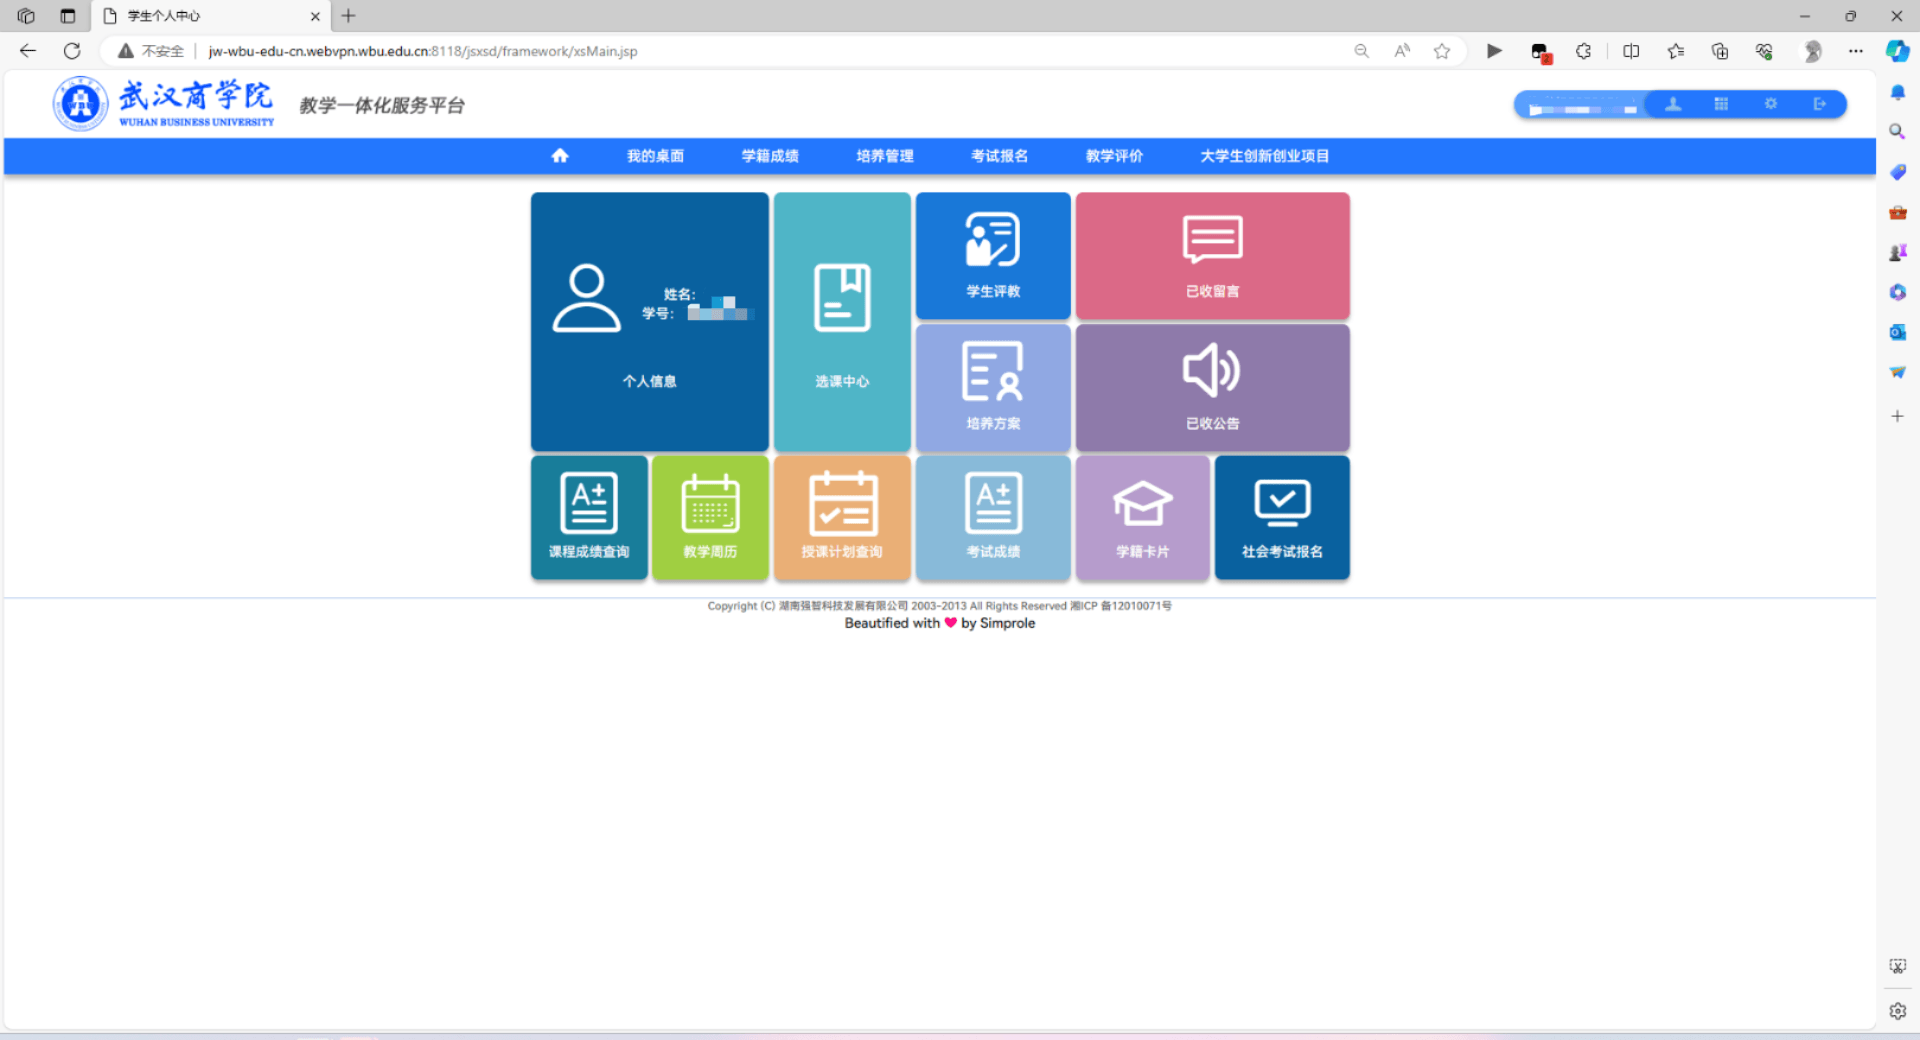 学生个人中心
不安全 jw-wbu-edu-cn.webvpn.wbu.edu.cn:8118/jsxsd/framework/xsMain.jsp
2
武汉商学院
WBU
WUHAN BUSINESS UNIVERSITY
教学一体化服务平台
我的桌面 学籍成绩 培养管理 考试报名 教学评价 大学生创新创业项目
姓名：
学号：
个人信息
选课中心
学生评教
已收留言
培养方案
已收公告
课程成绩查询
教学周历
授课计划查询
考试成绩
学籍卡片
社会考试报名
Copyright (C) 湖南强智科技发展有限公司 2003-2013 All Rights Reserved 湘ICP 备12010071号
Beautified with ❤ by Simprole